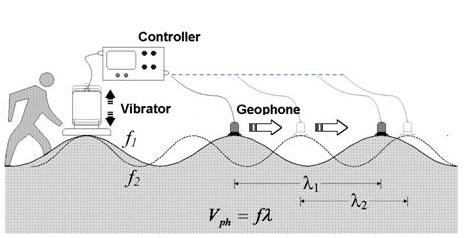 Controller
Vibrator
Geophone
f1
f2
λ1
λ2
Vph = fλ